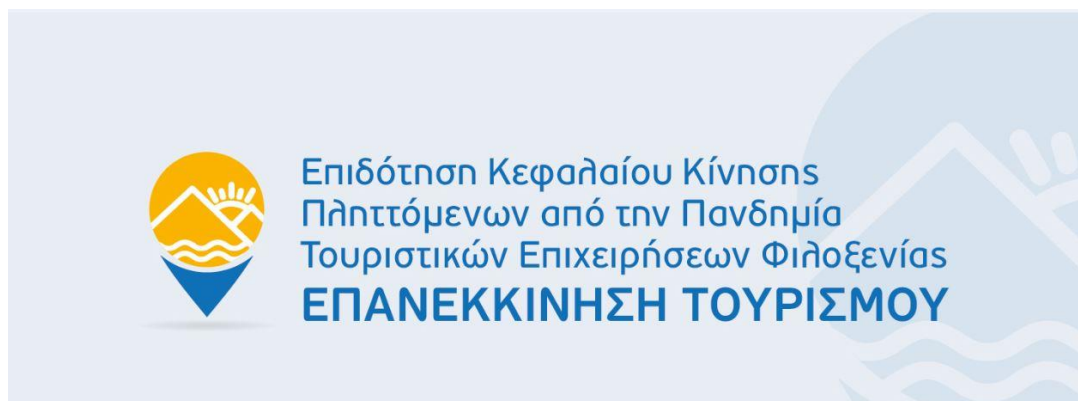 Επιδότηση Κεφαλαίου Κίνησης
Πληττόμενων από την Πανδημία
Τουριστικών Επιχειρήσεων Φιλοξενίας
ΕΠΑΝΕΚΚΙΝΗΣΗ ΤΟΥΡΙΣΜΟΥ